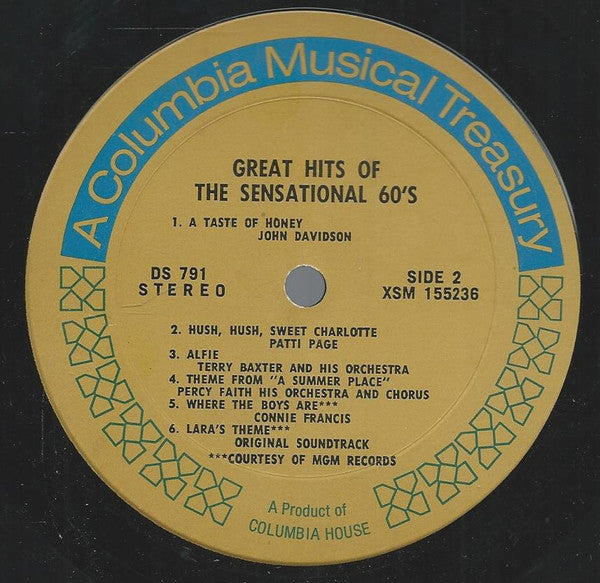 A Columbia Musical Treasury
GREAT HITS OF
THE SENSATIONAL 60'S
1. A TASTE OF HONEY
JOHN DAVIDSON
DS 791
STEREO
SIDE 2
XSM 155236
2. HUSH, HUSH, SWEET CHARLOTTE
PATTI PAGE
3. ALFIE
TERRY BAXTER AND HIS ORCHESTRA
4. THEME FROM "A SUMMER PLACE"
PERCY FAITH HIS ORCHESTRA AND CHORUS
5. WHERE THE BOYS ARE***
CONNIE FRANCIS
6. LARA'S THEME***
ORIGINAL SOUNDTRACK
***COURTESY OF MGM RECORDS
A Product of
COLUMBIA HOUSE